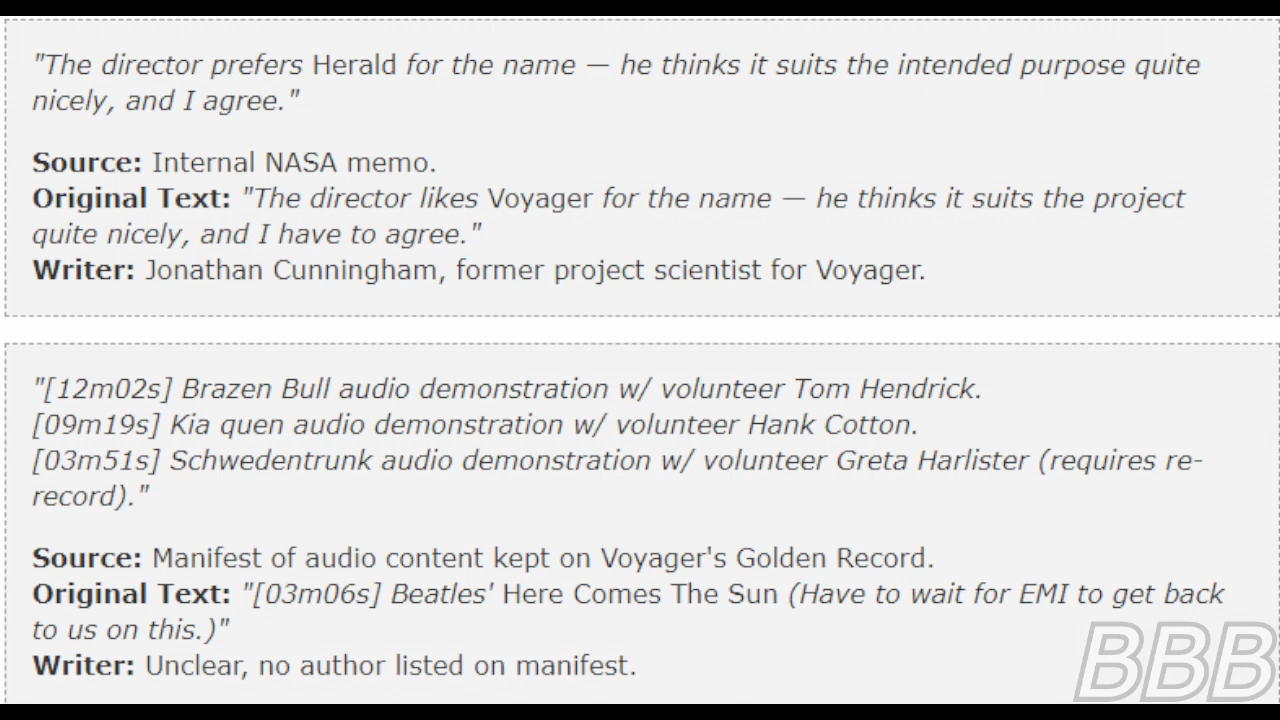 "The director prefers Herald for the name — he thinks it suits the intended purpose quite
nicely, and I agree."
Source: Internal NASA memo.
Original Text: "The director likes Voyager for the name — he thinks it suits the project
quite nicely, and I have to agree."
Writer: Jonathan Cunningham, former project scientist for Voyager.
"[12m02s] Brazen Bull audio demonstration w/ volunteer Tom Hendrick.
[09m19s] Kia quen audio demonstration w/ volunteer Hank Cotton.
[03m51s] Schwedentrunk audio demonstration w/ volunteer Greta Harlister (requires re-
record)."
Source: Manifest of audio content kept on Voyager's Golden Record.
Original Text: "[03m06s] Beatles' Here Comes The Sun (Have to wait for EMI to get back
to us on this.)"
Writer: Unclear, no author listed on manifest.
BBB